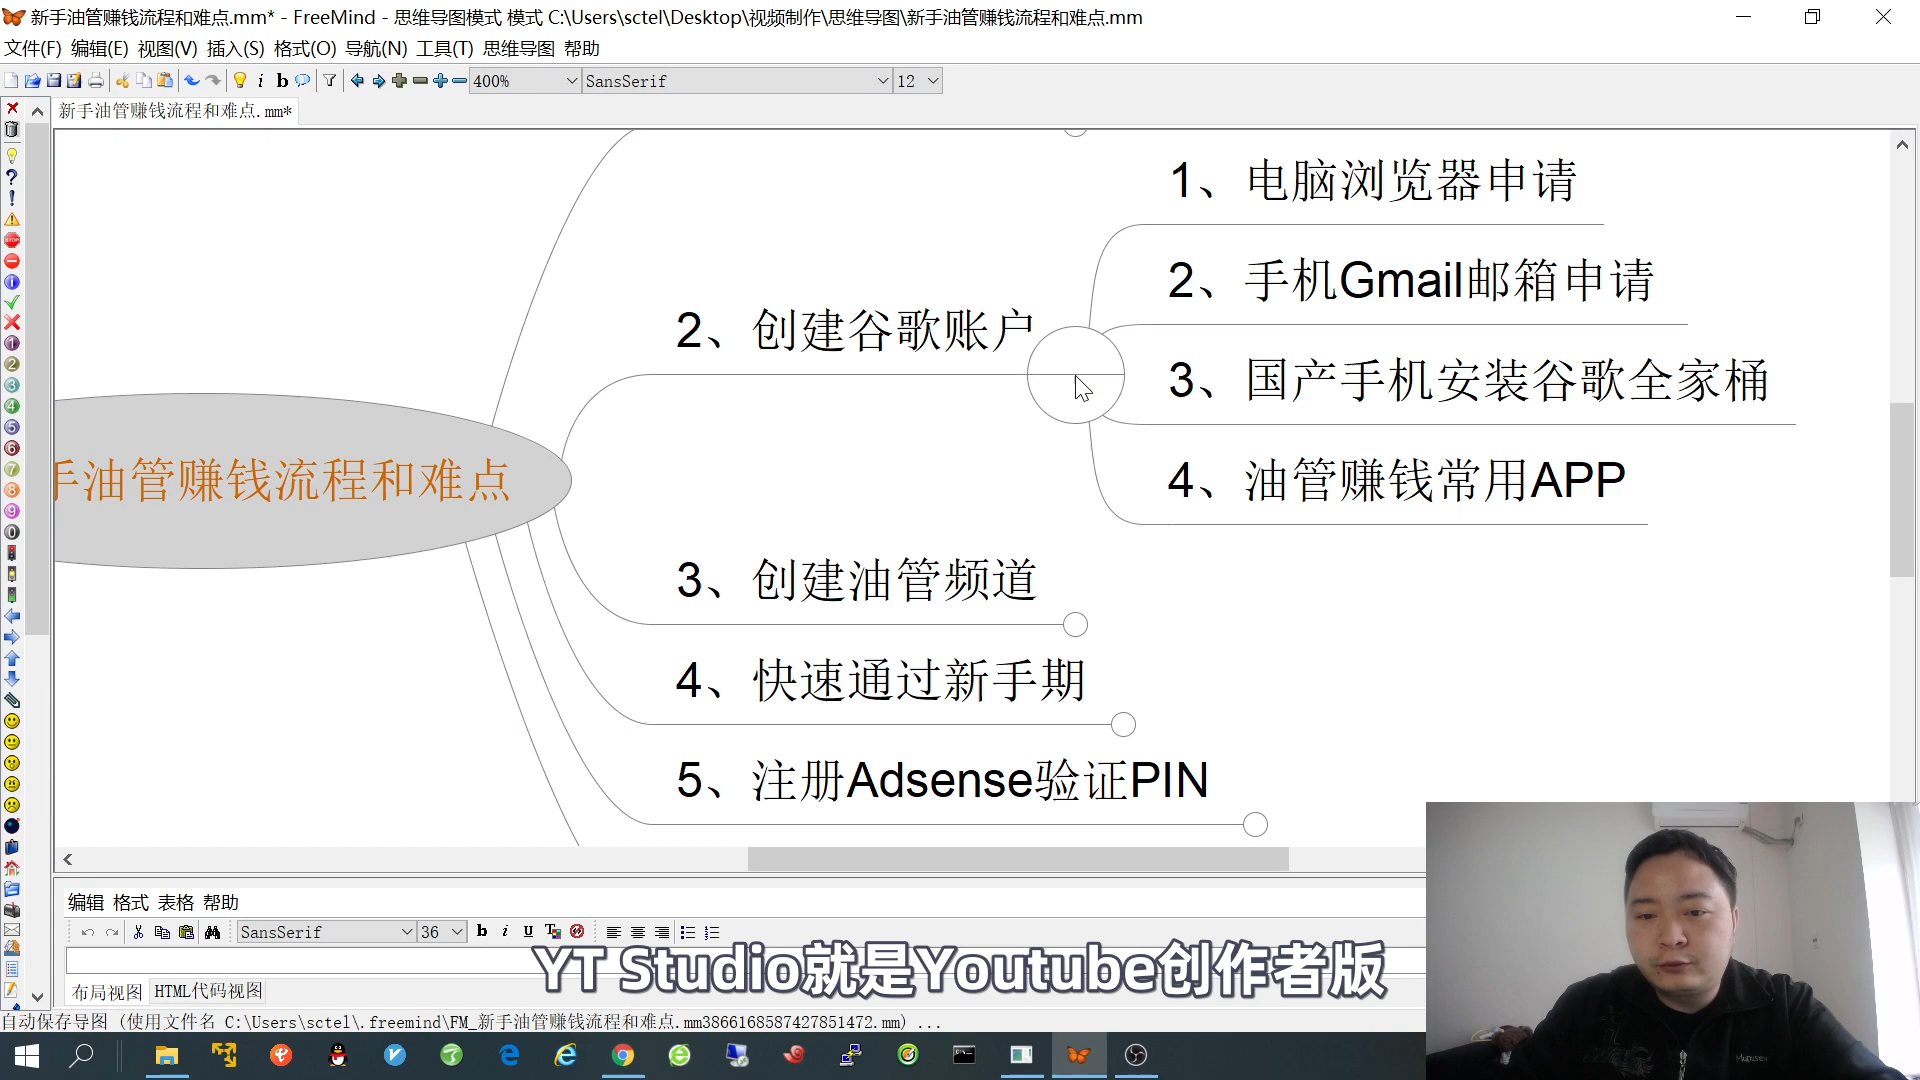 新手油管赚钱流程和难点.mm* - FreeMind - 思维导图模式 模式 C:\Users\sctel\Desktop\视频制作\思维导图\新手油管赚钱流程和难点.mm
文件(F) 编辑(E) 视图(V) 插入(S) 格式(O) 导航(N) 工具(T) 思维导图 帮助
400% SansSerif 12
新手油管赚钱流程和难点.mm*
1、电脑浏览器申请
2、手机Gmail邮箱申请
2、创建谷歌账户
3、国产手机安装谷歌全家桶
手油管赚钱流程和难点
4、油管赚钱常用APP
3、创建油管频道
4、快速通过新手期
5、注册Adsense验证PIN
编辑 格式 表格 帮助
SansSerif 36
YT Studio就是Youtube创作者版
布局视图 HTML代码视图
自动保存导图 (使用文件名 C:\Users\sctel\.freemind\FM_新手油管赚钱流程和难点.mm3866168587427851472.mm) ...